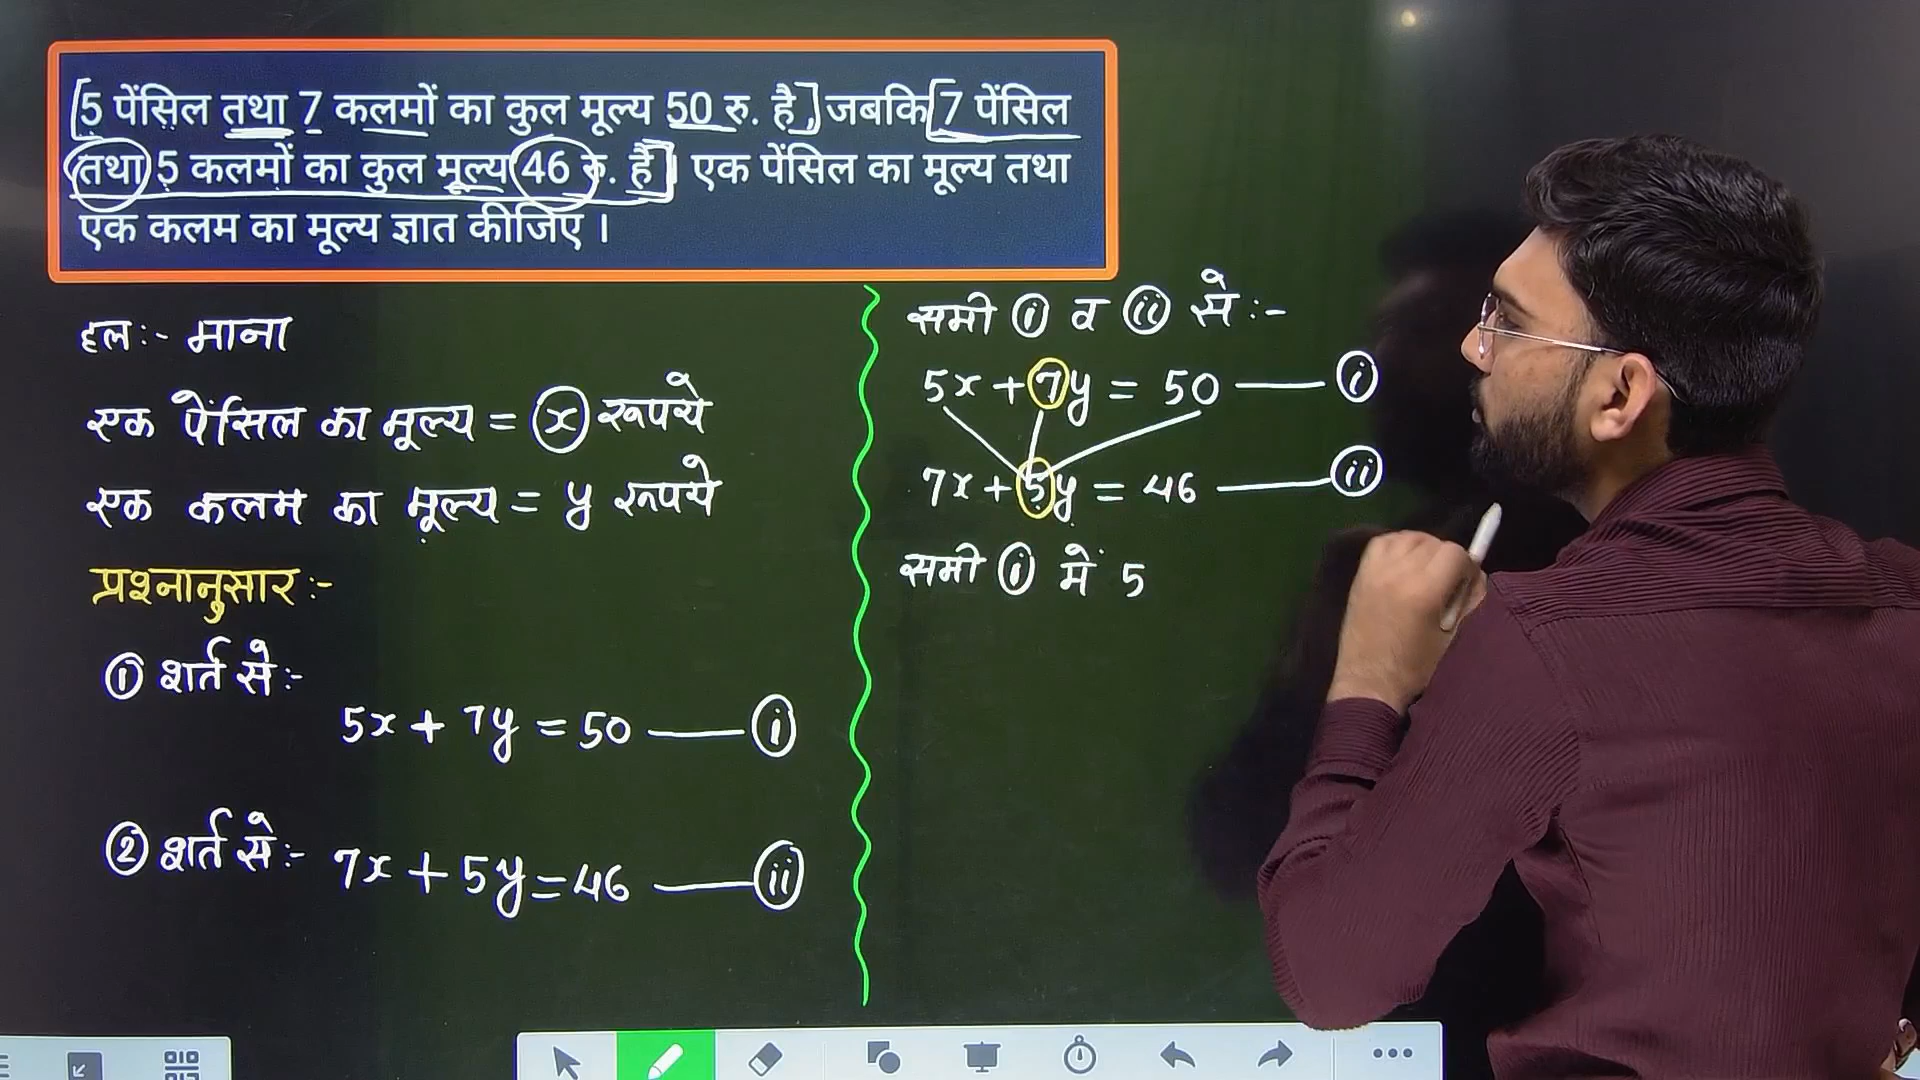 5 पेंसिल तथा 7 कलमों का कुल मूल्य 50 रु. है, जबकि 7 पेंसिल
तथा 5 कलमों का कुल मूल्य 46 रु. हैं। एक पेंसिल का मूल्य तथा
एक कलम का मूल्य ज्ञात कीजिए ।
हल:- माना
एक पेंसिल का मूल्य = x रूपये
एक कलम का मूल्य = y रूपये
प्रश्नानुसार:-
① शर्त से:-
5x + 7y = 50 —— (i)
② शर्त से:- 7x + 5y = 46 —— (ii)
समी (i) व (ii) से:-
5x + 7y = 50 —— (i)
7x + 5y = 46 —— (ii)
समी (i) में 5